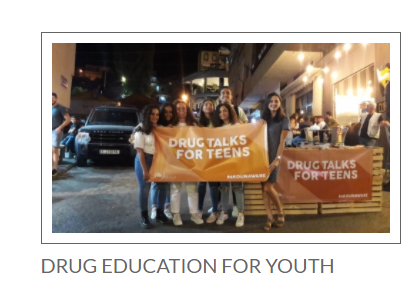 DRUG TALKS
FOR TEENS
DRUG TALKS
FOR TEENS
DRUG EDUCATION FOR YOUTH